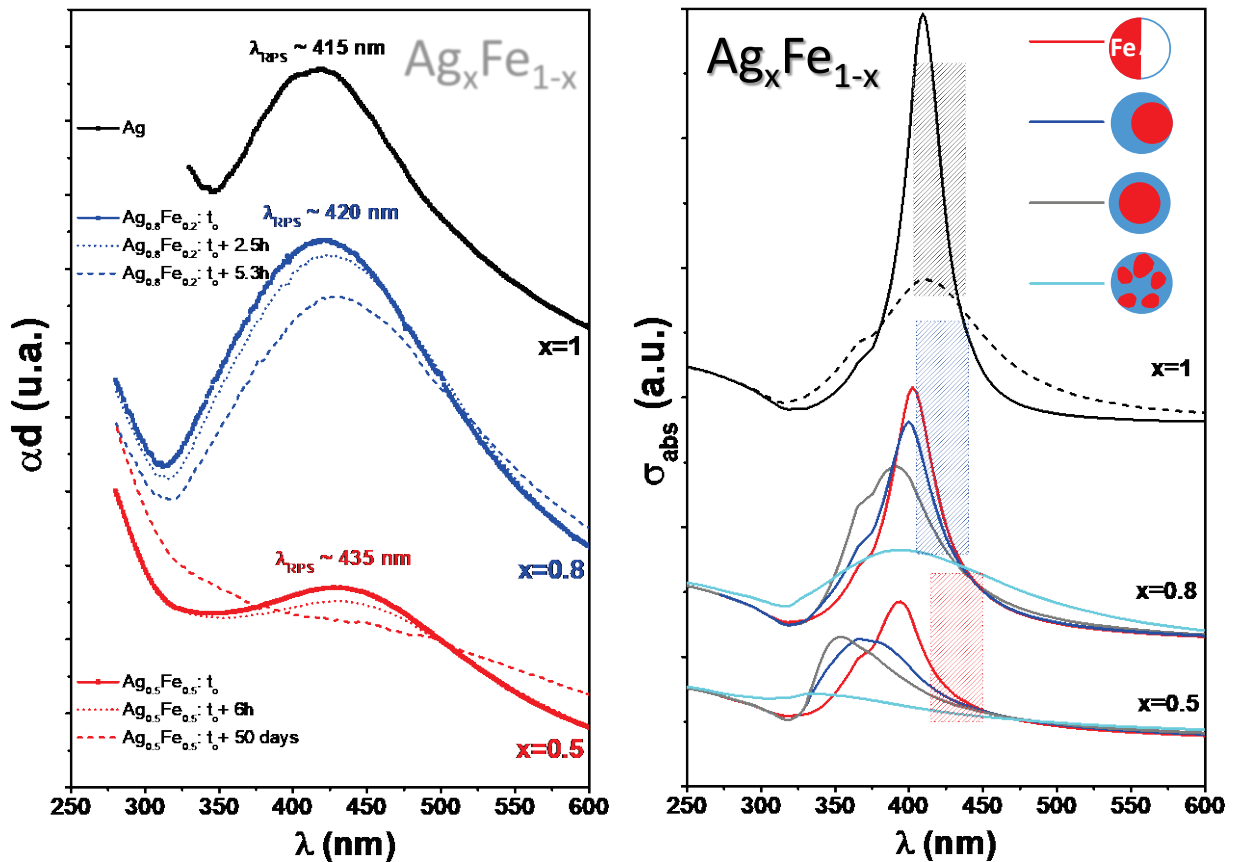 λRPS ~ 415 nm
AgxFe1-x
Ag
x=1
λRPS ~ 420 nm
Ag0.8Fe0.2: to
Ag0.8Fe0.2: to+ 2.5h
Ag0.8Fe0.2: to+ 5.3h
x=0.8
λRPS ~ 435 nm
Ag0.5Fe0.5: to
Ag0.5Fe0.5: to+ 6h
Ag0.5Fe0.5: to+ 50 days
x=0.5
αd (u.a.)
250 300 350 400 450 500 550 600
λ (nm)
AgxFe1-x
Fe
x=1
x=0.8
x=0.5
σabs (a.u.)
250 300 350 400 450 500 550 600
λ (nm)